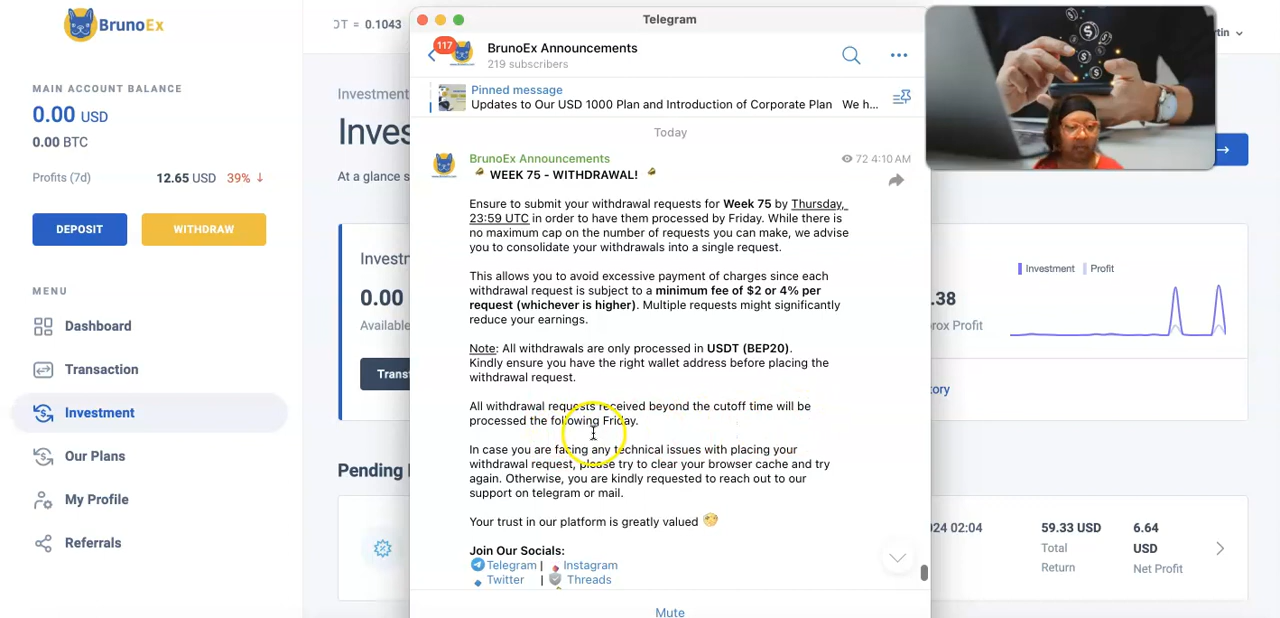 BrunoEx
MAIN ACCOUNT BALANCE
0.00 USD
0.00 BTC
Profits (7d) 12.65 USD 39% ↓
DEPOSIT
WITHDRAW
MENU
Dashboard
Transaction
Investment
Our Plans
My Profile
Referrals
= 0.1043
Investment
At a glance
0.00
Available
Pending
Telegram
117
BrunoEx Announcements
219 subscribers
Pinned message
Updates to Our USD 1000 Plan and Introduction of Corporate Plan We h...
Today
BrunoEx Announcements
72 4:10 AM
WEEK 75 - WITHDRAWAL!
Ensure to submit your withdrawal requests for Week 75 by Thursday,
23:59 UTC in order to have them processed by Friday. While there is
no maximum cap on the number of requests you can make, we advise
you to consolidate your withdrawals into a single request.
This allows you to avoid excessive payment of charges since each
withdrawal request is subject to a minimum fee of $2 or 4% per
request (whichever is higher). Multiple requests might significantly
reduce your earnings.
Note: All withdrawals are only processed in USDT (BEP20).
Kindly ensure you have the right wallet address before placing the
withdrawal request.
All withdrawal requests received beyond the cutoff time will be
processed the following Friday.
In case you are facing any technical issues with placing your
withdrawal request, please try to clear your browser cache and try
again. Otherwise, you are kindly requested to reach out to our
support on telegram or mail.
Your trust in our platform is greatly valued
Join Our Socials:
Telegram | Instagram
Twitter | Threads
Mute
Investment Profit
.38
Profit
59.33 USD
Total
Return
6.64
USD
Net Profit
02:04